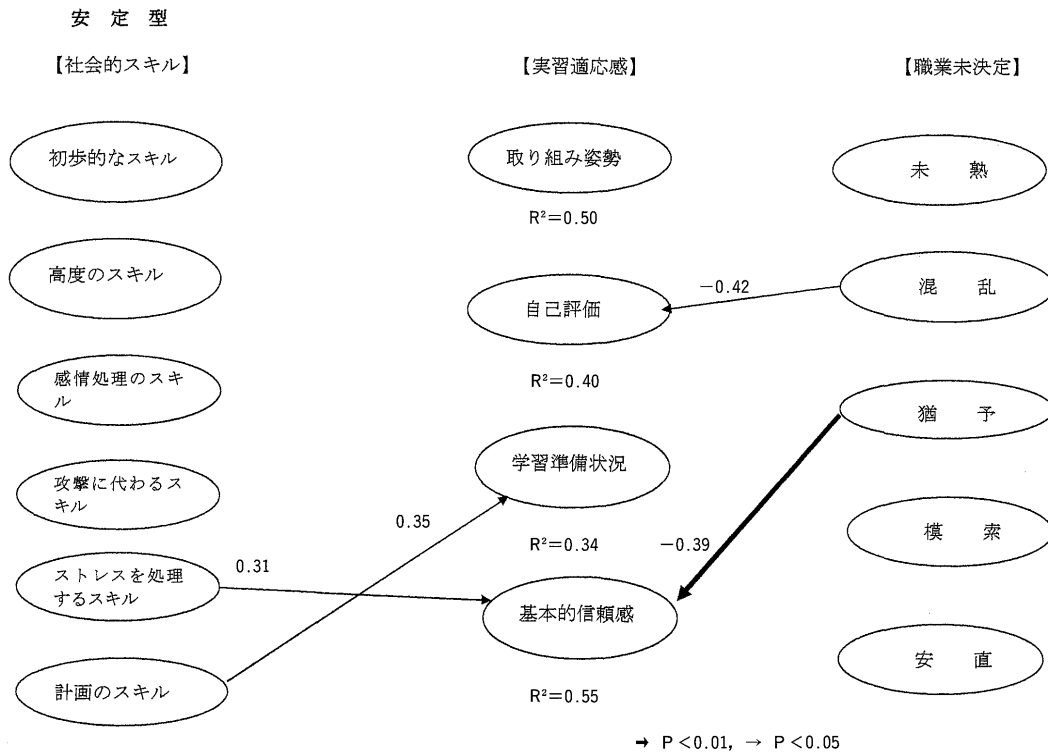 安 定 型
【社会的スキル】
【実習適応感】
【職業未決定】
初歩的なスキル
高度のスキル
感情処理のスキ
ル
攻撃に代わるス
キル
ストレスを処理
するスキル
計画のスキル
0.31
0.35
取り組み姿勢
R²=0.50
自己評価
R²=0.40
学習準備状況
R²=0.34
基本的信頼感
R²=0.55
-0.42
-0.39
未 熟
混 乱
猶 予
模 索
安 直
→ P<0.01, → P<0.05